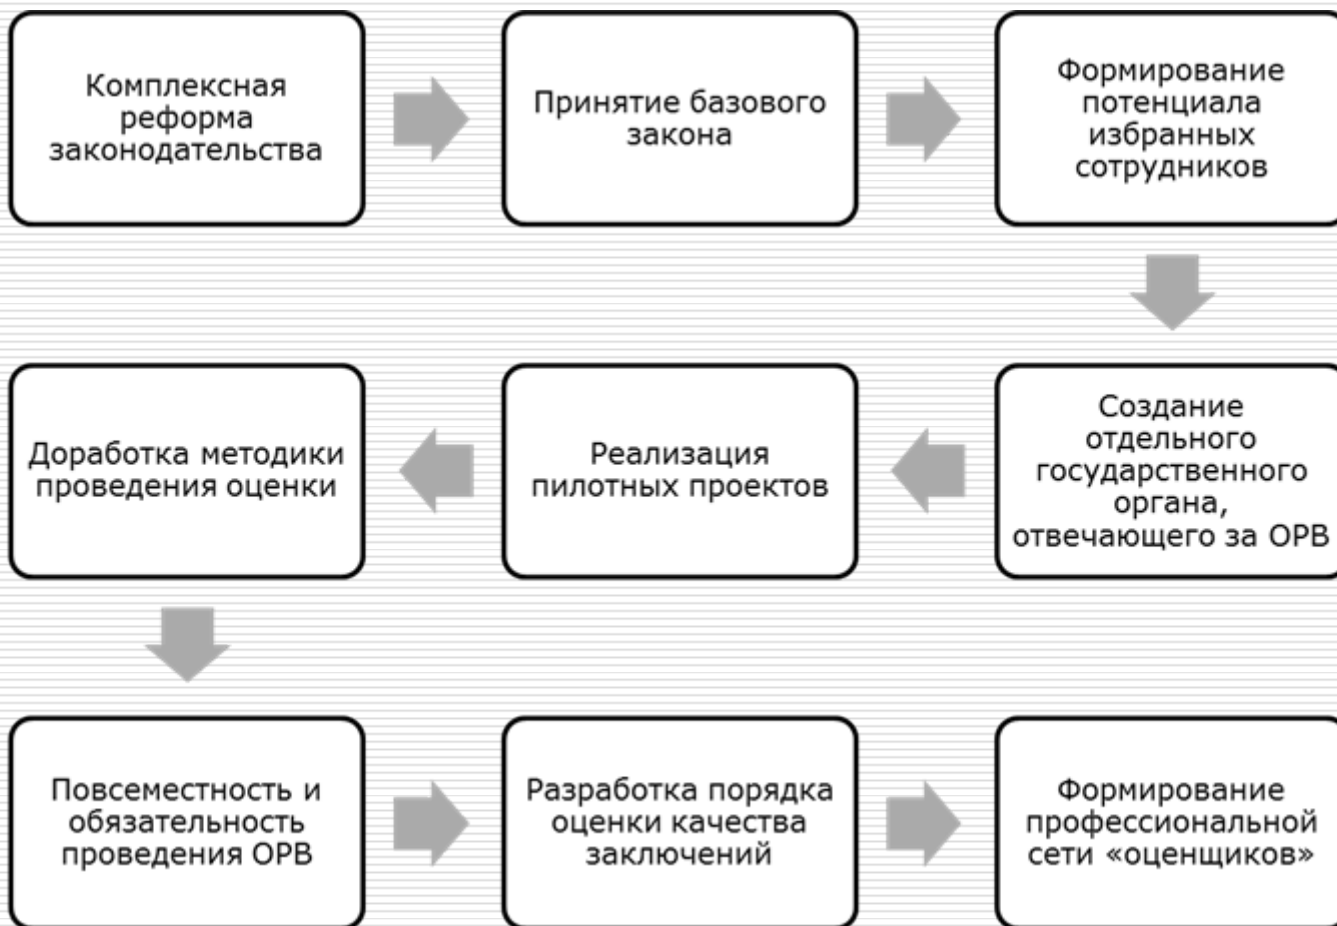 Комплексная
реформа
законодательства
Принятие базового
закона
Формирование
потенциала
избранных
сотрудников
Создание
отдельного
государственного
органа,
отвечающего за ОРВ
Реализация
пилотных проектов
Доработка методики
проведения оценки
Повсеместность и
обязательность
проведения ОРВ
Разработка порядка
оценки качества
заключений
Формирование
профессиональной
сети «оценщиков»